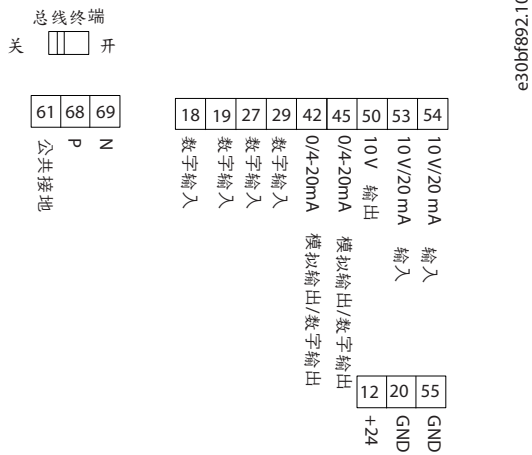 总线终端
关 开
61 68 69
公共接地
P
N
18 19 27 29 42 45 50 53 54
数字输入
数字输入
数字输入
数字输入
0/4-20mA 模拟输出/数字输出
0/4-20mA 模拟输出/数字输出
10 V 输出
10 V/20 mA 输入
10 V/20 mA 输入
12 20 55
+24
GND
GND
e30bf892.10